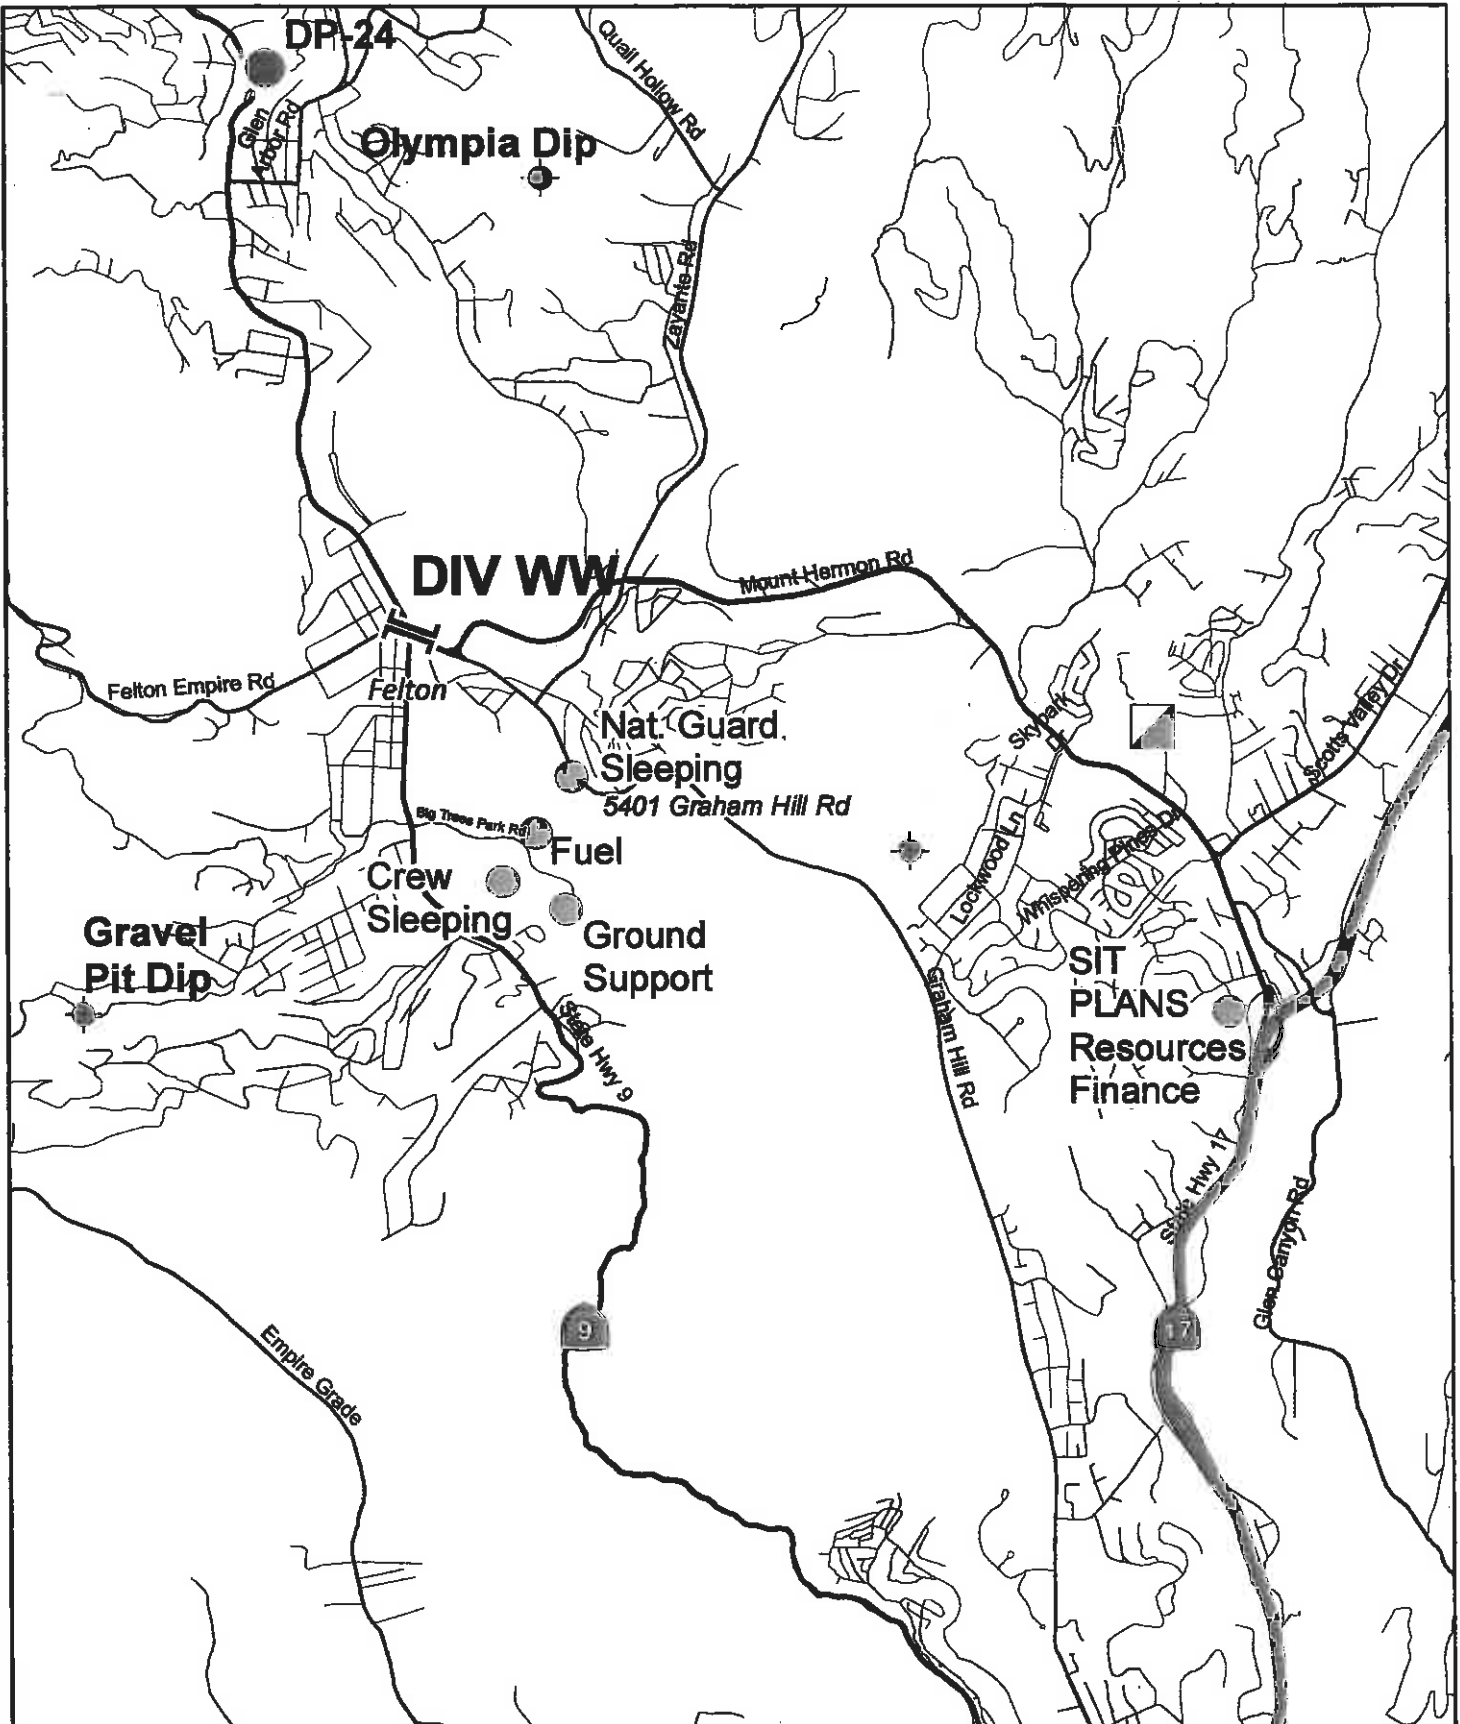 DP-24
Quail Hollow Rd
Glen
Arbor Rd
Olympia Dip
Zayante Rd
DIV WW
Mount Hermon Rd
Felton Empire Rd
Felton
Nat. Guard
Sleeping
5401 Graham Hill Rd
Skypark
Dr
Scotts Valley Dr
Big Trees Park Rd
Fuel
Lockwood Ln
Whispering Pines Dr
Crew
Sleeping
Gravel
Pit Dip
Ground
Support
SIT
PLANS
Resources
Finance
Graham Hill Rd
State Hwy 9
State Hwy 17
Glen Canyon Rd
9
17
Empire Grade